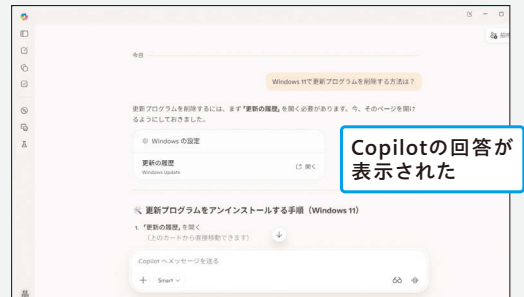 今日
Windows 11で更新プログラムを削除する方法は？
更新プログラムを削除するには、まず「更新の履歴」を開く必要があります。今、そのページを開け
るようにしておきました。
Windows の設定
更新の履歴
Windows Update
開く
Copilotの回答が
表示された
更新プログラムをアンインストールする手順（Windows 11）
1. 「更新の履歴」を開く
（上のカードから直接移動できます）
Copilot へメッセージを送る
Smart